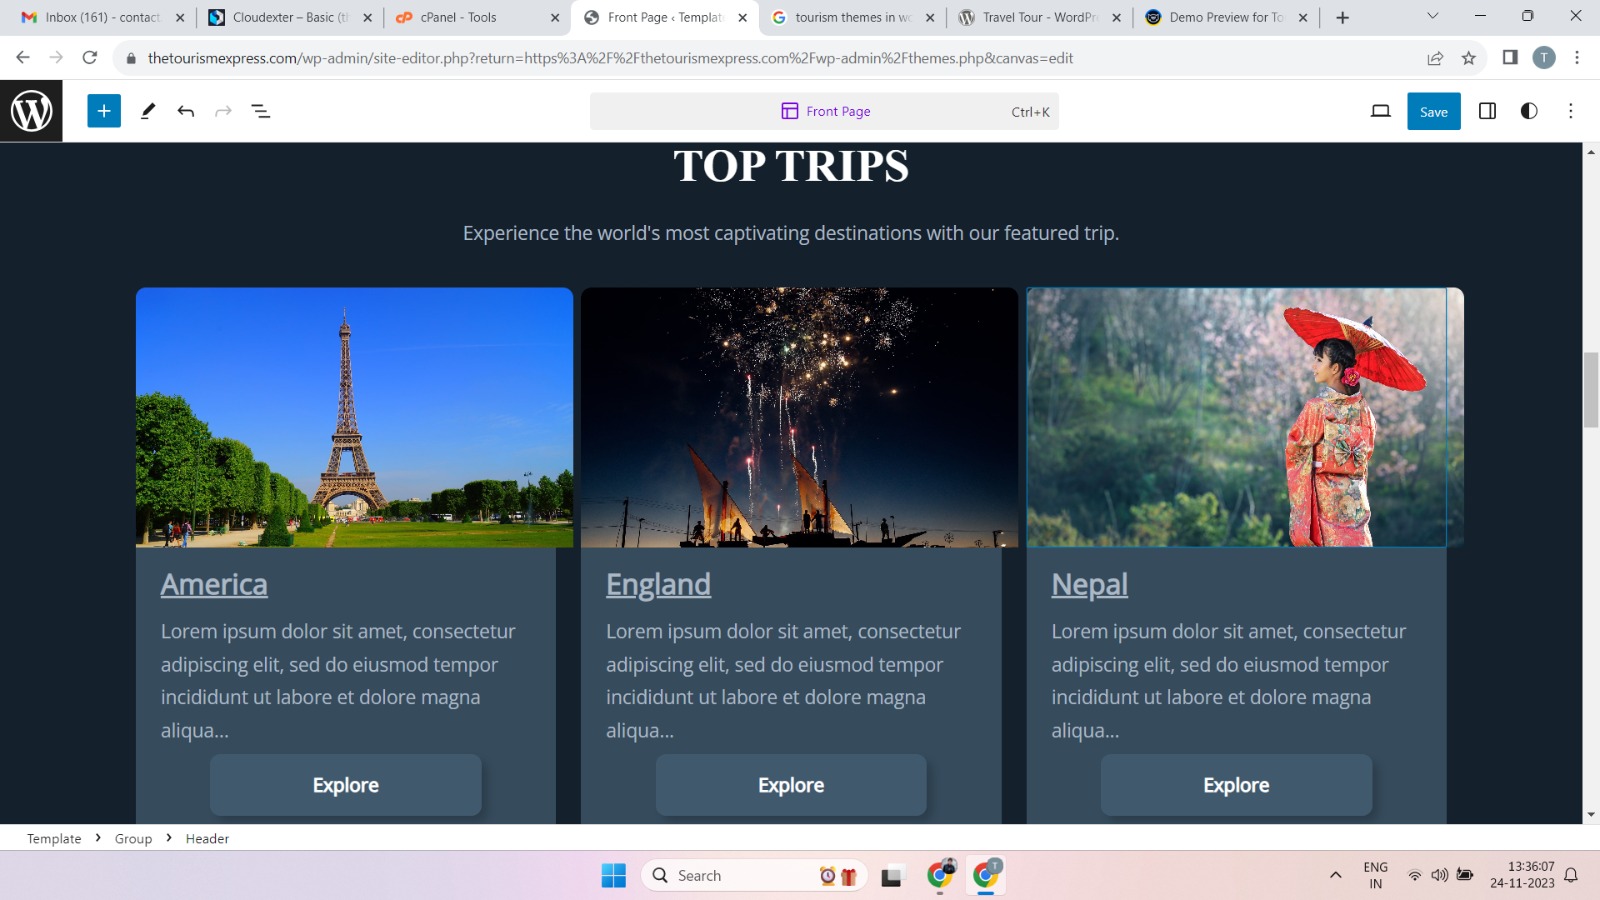 Inbox (161) - contact
Cloudexter – Basic (th
cPanel - Tools
Front Page ‹ Templat
tourism themes in wo
Travel Tour - WordPr
Demo Preview for To
thetourismexpress.com/wp-admin/site-editor.php?return=https%3A%2F%2Fthetourismexpress.com%2Fwp-admin%2Fthemes.php&canvas=edit
T
Front Page
Ctrl+K
Save
TOP TRIPS
Experience the world's most captivating destinations with our featured trip.
America
Lorem ipsum dolor sit amet, consectetur
adipiscing elit, sed do eiusmod tempor
incididunt ut labore et dolore magna
aliqua...
Explore
England
Lorem ipsum dolor sit amet, consectetur
adipiscing elit, sed do eiusmod tempor
incididunt ut labore et dolore magna
aliqua...
Explore
Nepal
Lorem ipsum dolor sit amet, consectetur
adipiscing elit, sed do eiusmod tempor
incididunt ut labore et dolore magna
aliqua...
Explore
Template > Group > Header
Search
T
ENG
IN
13:36:07
24-11-2023